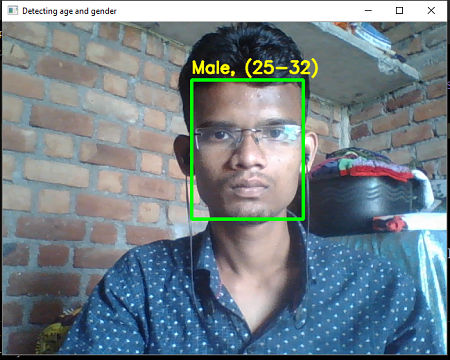 Detecting age and gender
Male, (25-32)